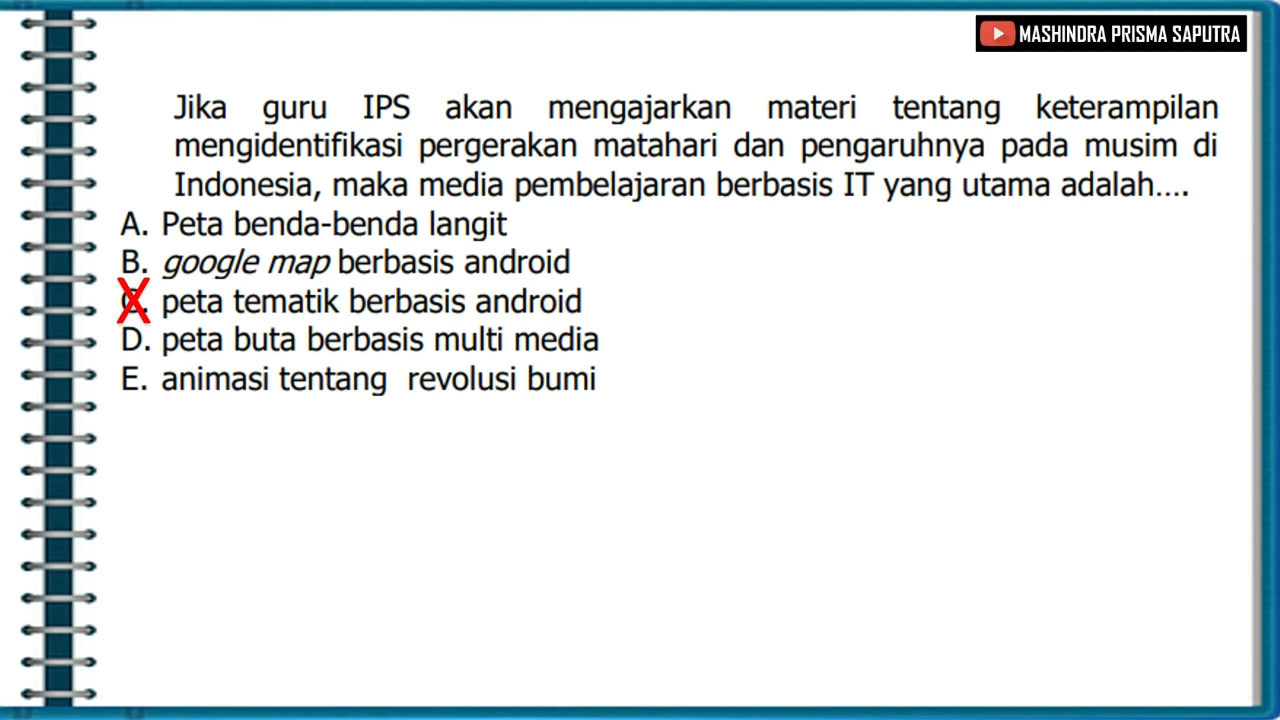 MASHINDRA PRISMA SAPUTRA
Jika guru IPS akan mengajarkan materi tentang keterampilan
mengidentifikasi pergerakan matahari dan pengaruhnya pada musim di
Indonesia, maka media pembelajaran berbasis IT yang utama adalah....
A. Peta benda-benda langit
B. google map berbasis android
C. peta tematik berbasis android
D. peta buta berbasis multi media
E. animasi tentang revolusi bumi